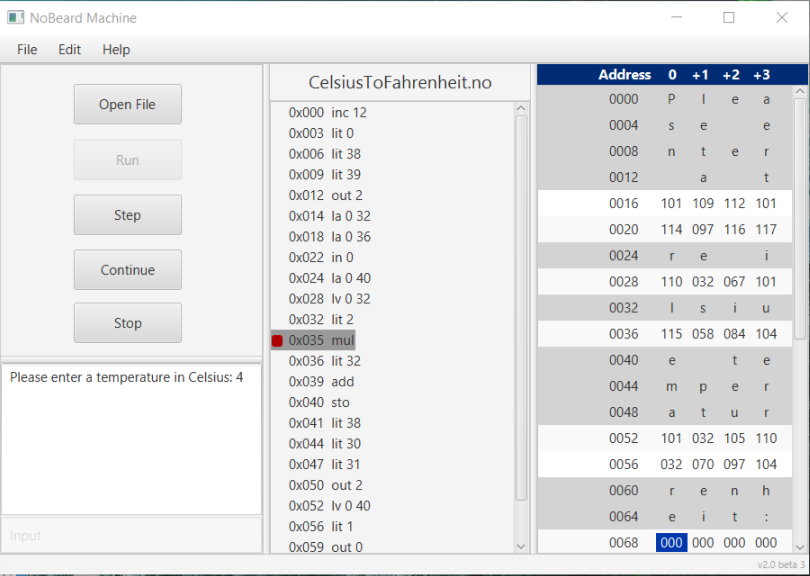 NoBeard Machine
File Edit Help
Open File
Run
Step
Continue
Stop
Please enter a temperature in Celsius: 4
Input
CelsiusToFahrenheit.no
0x000 inc 12
0x003 lit 0
0x006 lit 38
0x009 lit 39
0x012 out 2
0x014 la 0 32
0x018 la 0 36
0x022 in 0
0x024 la 0 40
0x028 lv 0 32
0x032 lit 2
0x035 mul
0x036 lit 32
0x039 add
0x040 sto
0x041 lit 38
0x044 lit 30
0x047 lit 31
0x050 out 2
0x052 lv 0 40
0x056 lit 1
0x059 out 0
Address 0 +1 +2 +3
0000 P l e a
0004 s e e
0008 n t e r
0012 a t
0016 101 109 112 101
0020 114 097 116 117
0024 r e i
0028 110 032 067 101
0032 l s i u
0036 115 058 084 104
0040 e t e
0044 m p e r
0048 a t u r
0052 101 032 105 110
0056 032 070 097 104
0060 r e n h
0064 e i t :
0068 000 000 000 000
v2.0 beta 3